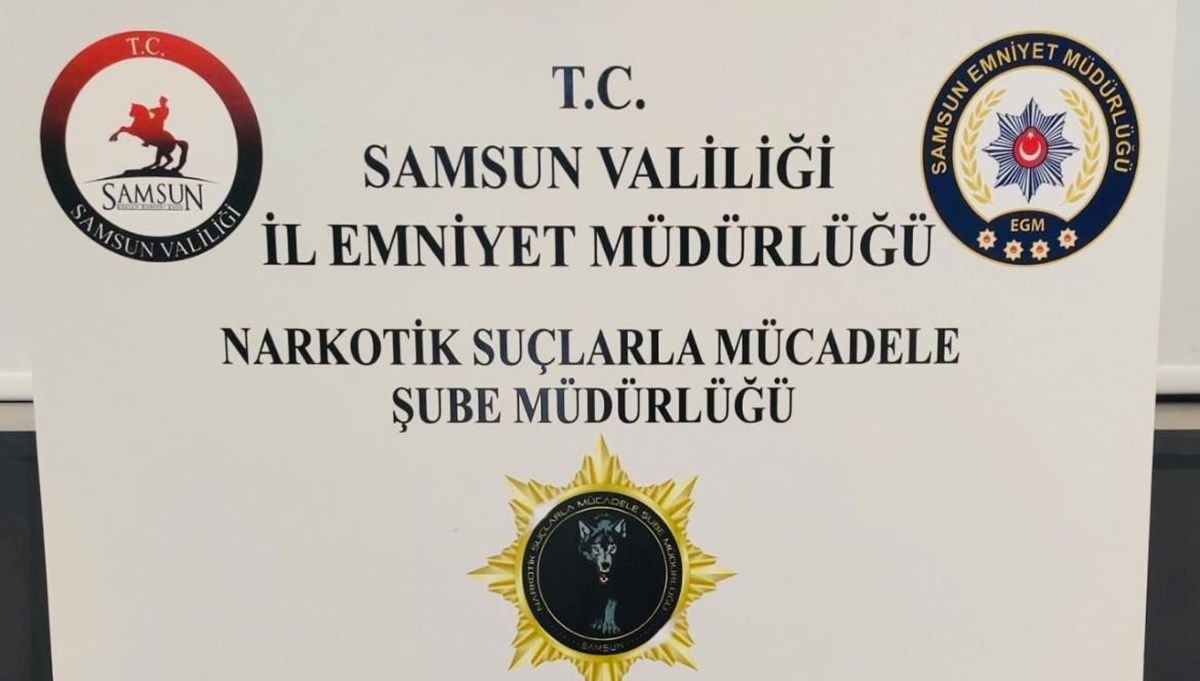 T.C.
SAMSUN
SAMSUN VALİLİĞİ
T.C.
SAMSUN VALİLİĞİ
İL EMNİYET MÜDÜRLÜĞÜ
SAMSUN EMNİYET MÜDÜRLÜĞÜ
EGM
NARKOTİK SUÇLARLA MÜCADELE
ŞUBE MÜDÜRLÜĞÜ
NARKOTİK SUÇLARLA MÜCADELE ŞUBE MÜDÜRLÜĞÜ
SAMSUN